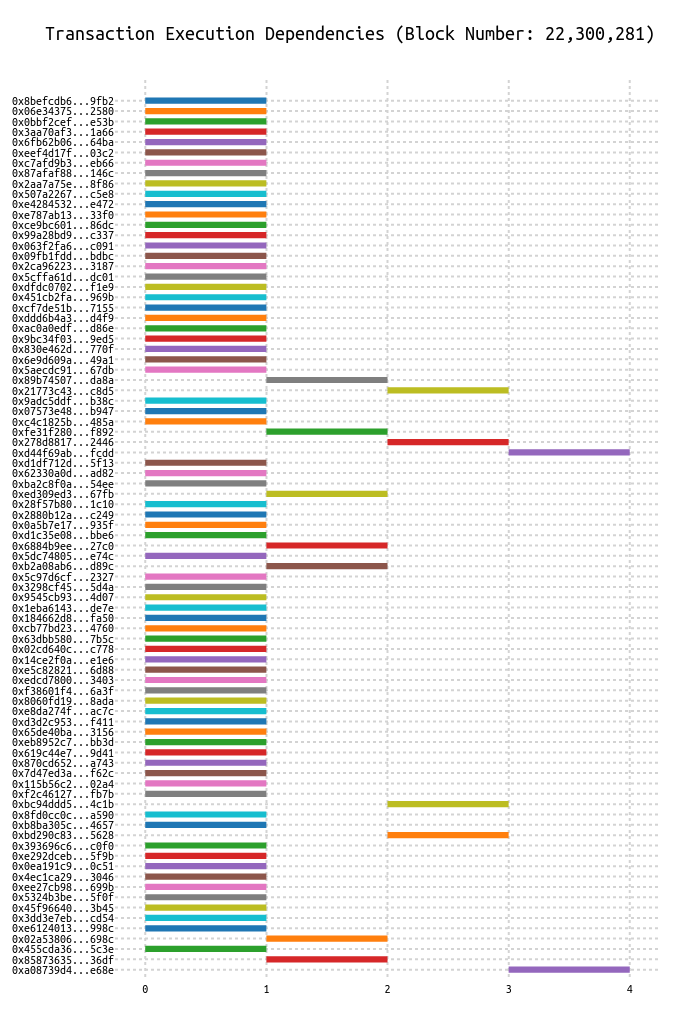 Transaction Execution Dependencies (Block Number: 22,300,281)
0x8befcdb6...9fb2
0x06e34375...2580
0x0bbf2cef...e53b
0x3aa70af3...1a66
0x6fb62b06...64ba
0xeef4d17f...03c2
0xc7afd9b3...eb66
0x87afaf88...146c
0x2aa7a75e...8f86
0x507a2267...c5e8
0xe4284532...e472
0xe787ab13...33f0
0xce9bc601...86dc
0x99a28bd9...c337
0x063f2fa6...c091
0x09fb1fdd...bdbc
0x2ca96223...3187
0x5cffa61d...dc01
0xdfdc0702...f1e9
0x451cb2fa...969b
0xcf7de51b...7155
0xddd6b4a3...d4f9
0xac0a0edf...d86e
0x9bc34f03...9ed5
0x830e462d...770f
0x6e9d609a...49a1
0x5aecdc91...67db
0x89b74507...da8a
0x21773c43...c8d5
0x9adc5ddf...b38c
0x07573e48...b947
0xc4c1825b...485a
0xfe31f280...f892
0x278d8817...2446
0xd44f69ab...fcdd
0xd1df712d...5f13
0x62330a0d...ad82
0xba2c8f0a...54ee
0xed309ed3...67fb
0x28f57b80...1c10
0x2880b12a...c249
0x0a5b7e17...935f
0xd1c35e08...bbe6
0x6884b9ee...27c0
0x5dc74805...e74c
0xb2a08ab6...d89c
0x5c97d6cf...2327
0x3298cf45...5d4a
0x9545cb93...4d07
0x1eba6143...de7e
0x184662d8...fa50
0xcb77bd23...4760
0x63dbb580...7b5c
0x02cd640c...c778
0x14ce2f0a...e1e6
0xe5c82821...6d88
0xedcd7800...3403
0xf38601f4...6a3f
0x8060fd19...8ada
0xe8da274f...ac7c
0xd3d2c953...f411
0x65de40ba...3156
0xeb8952c7...bb3d
0x619c44e7...9d41
0x870cd652...a743
0x7d47ed3a...f62c
0x115b56c2...02a4
0xf2c46127...fb7b
0xbc94ddd5...4c1b
0x8fd0cc0c...a590
0xb8ba305c...4657
0xbd290c83...5628
0x393696c6...c0f0
0xe292dceb...5f9b
0x0ea191c9...0c51
0x4ec1ca29...3046
0xee27cb98...699b
0x5324b3be...5f0f
0x45f96640...3b45
0x3dd3e7eb...cd54
0xe6124013...998c
0x02a53806...698c
0x455cda36...5c3e
0x85873635...36df
0xa08739d4...e68e
0 1 2 3 4